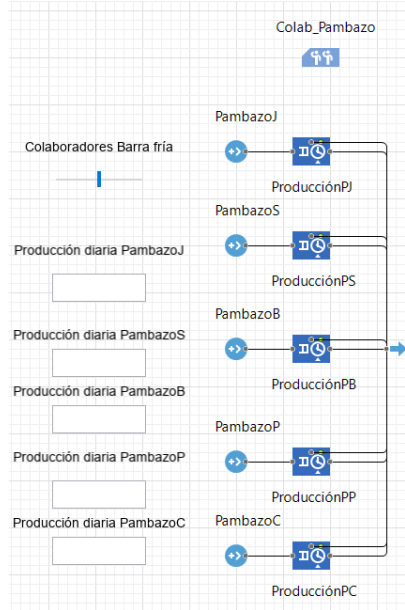 Colab_Pambazo
PambazoJ
Colaboradores Barra fría
ProducciónPJ
PambazoS
Producción diaria PambazoJ
ProducciónPS
PambazoB
Producción diaria PambazoS
ProducciónPB
Producción diaria PambazoB
PambazoP
Producción diaria PambazoP
ProducciónPP
Producción diaria PambazoC
PambazoC
ProducciónPC